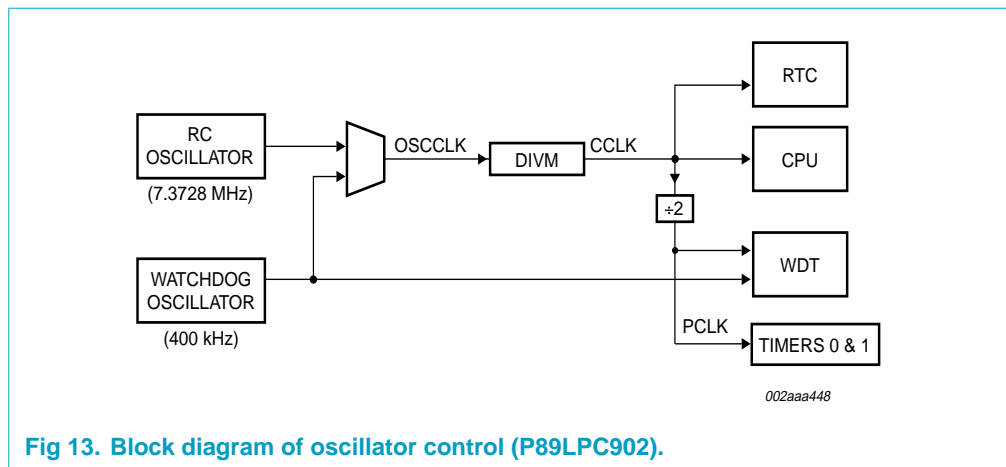 RTC
RC
OSCILLATOR
(7.3728 MHz)
OSCCLK
DIVM
CCLK
CPU
÷2
WATCHDOG
OSCILLATOR
(400 kHz)
WDT
PCLK
TIMERS 0 & 1
002aaa448
Fig 13. Block diagram of oscillator control (P89LPC902).